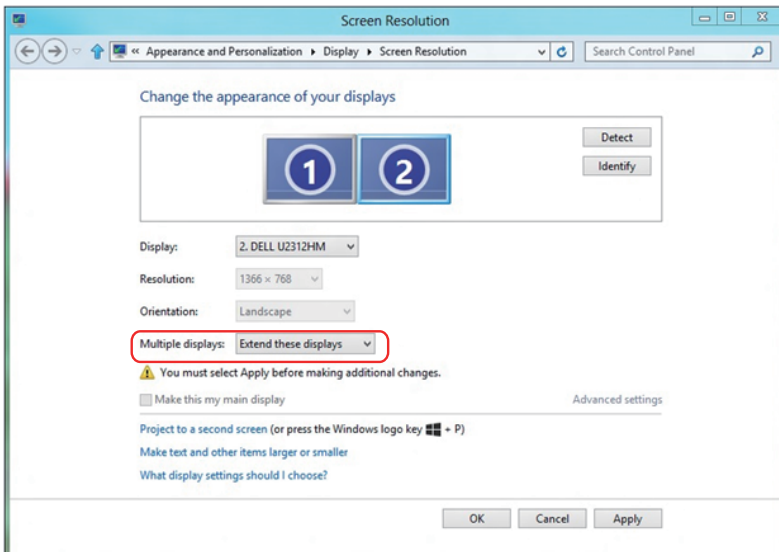 Screen Resolution
« Appearance and Personalization ▸ Display ▸ Screen Resolution
Search Control Panel
Change the appearance of your displays
1 2
Detect
Identify
Display: 2. DELL U2312HM
Resolution: 1366 × 768
Orientation: Landscape
Multiple displays: Extend these displays
You must select Apply before making additional changes.
Make this my main display Advanced settings
Project to a second screen (or press the Windows logo key + P)
Make text and other items larger or smaller
What display settings should I choose?
OK Cancel Apply